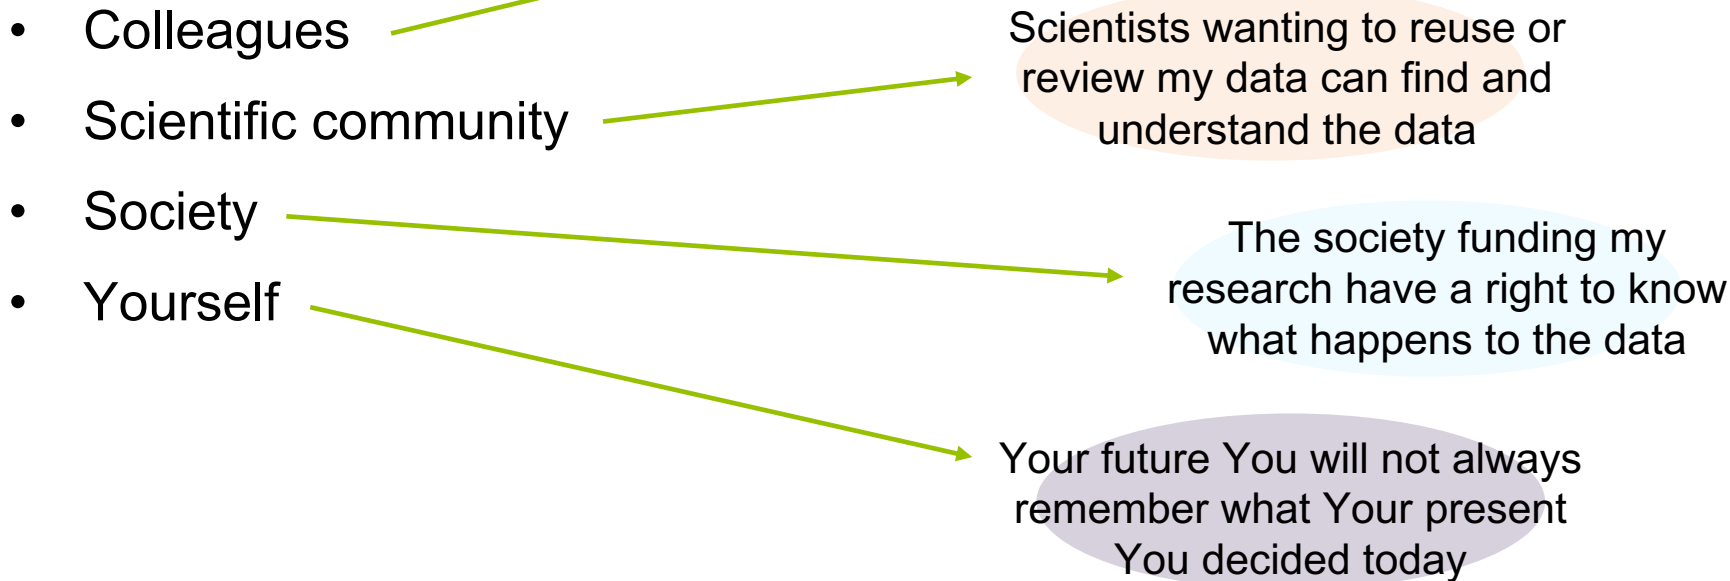 • Colleagues
• Scientific community
• Society
• Yourself
Scientists wanting to reuse or
review my data can find and
understand the data
The society funding my
research have a right to know
what happens to the data
Your future You will not always
remember what Your present
You decided today